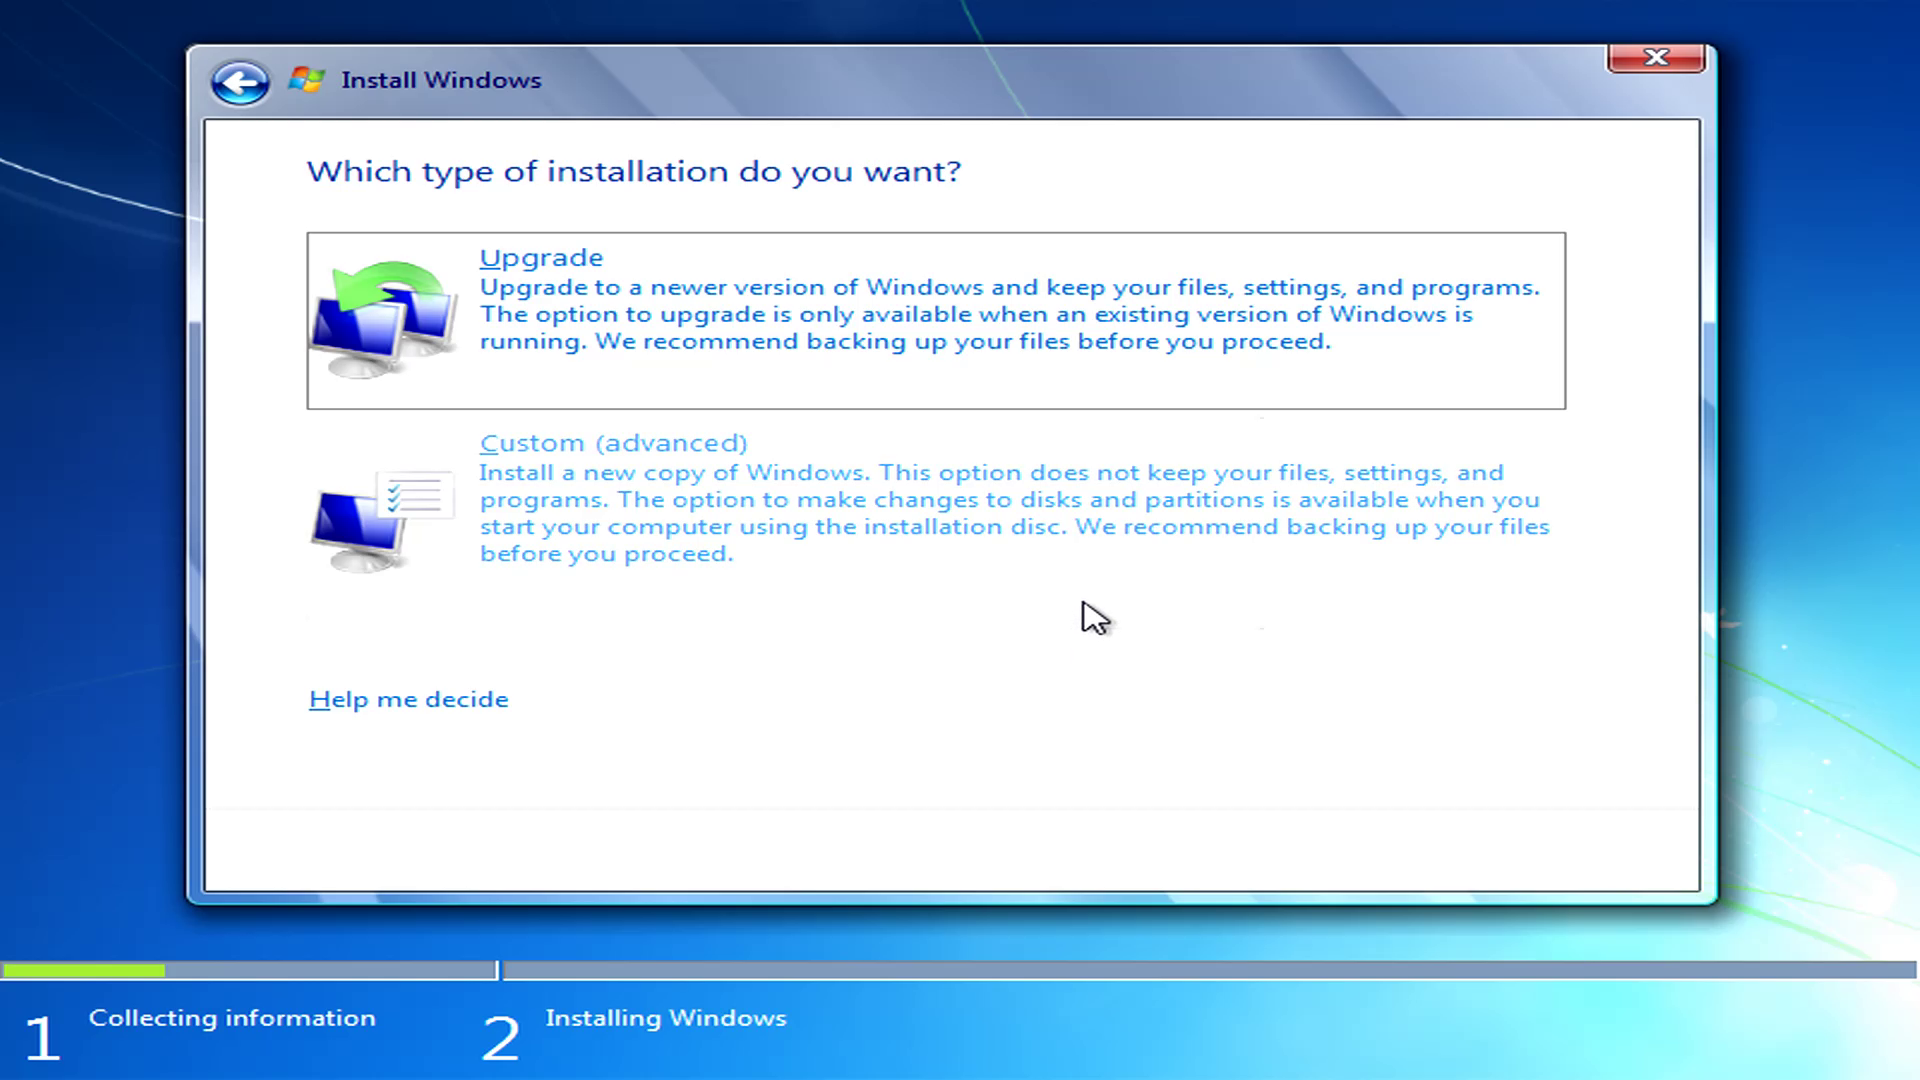 Install Windows
Which type of installation do you want?
Upgrade
Upgrade to a newer version of Windows and keep your files, settings, and programs.
The option to upgrade is only available when an existing version of Windows is
running. We recommend backing up your files before you proceed.
Custom (advanced)
Install a new copy of Windows. This option does not keep your files, settings, and
programs. The option to make changes to disks and partitions is available when you
start your computer using the installation disc. We recommend backing up your files
before you proceed.
Help me decide
1 Collecting information
2 Installing Windows